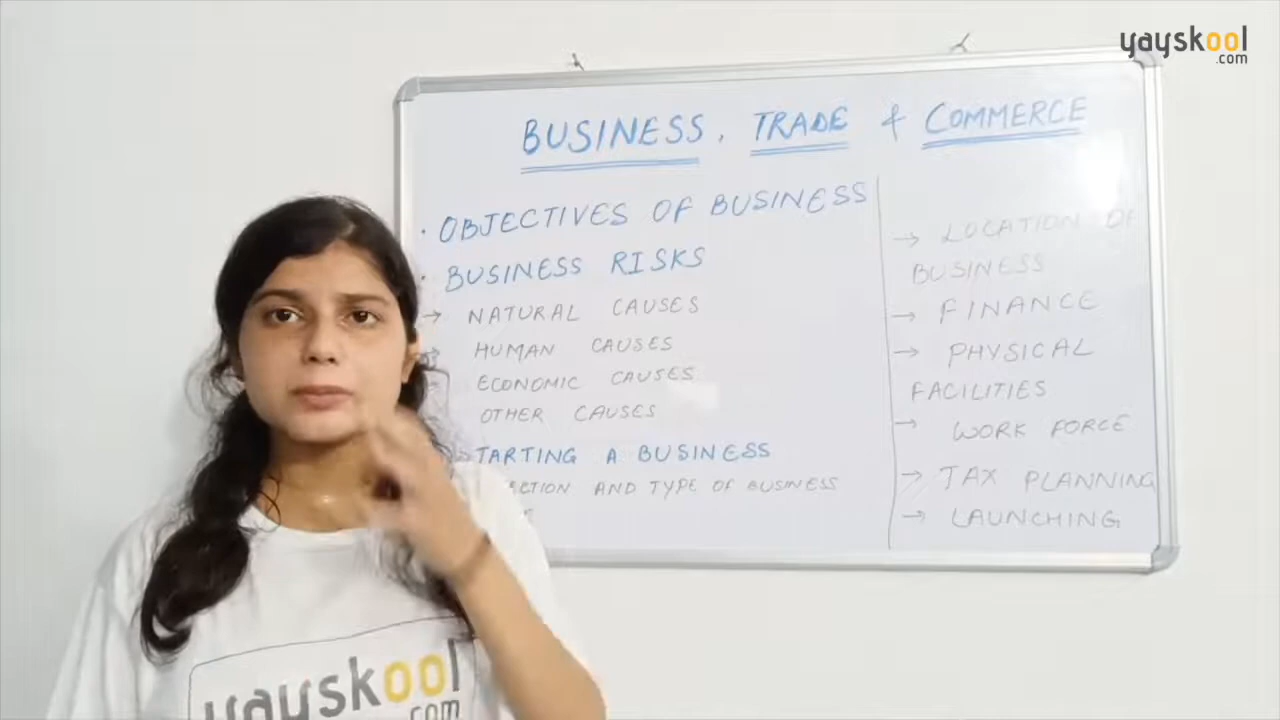 yayskool
.com
BUSINESS, TRADE & COMMERCE
• OBJECTIVES OF BUSINESS
• BUSINESS RISKS
→ NATURAL CAUSES
→ HUMAN CAUSES
ECONOMIC CAUSES
OTHER CAUSES
STARTING A BUSINESS
AND TYPE OF BUSINESS
→ LOCATION OF
BUSINESS
→ FINANCE
→ PHYSICAL
FACILITIES
→ WORK FORCE
→ TAX PLANNING
→ LAUNCHING
yayskool
.com